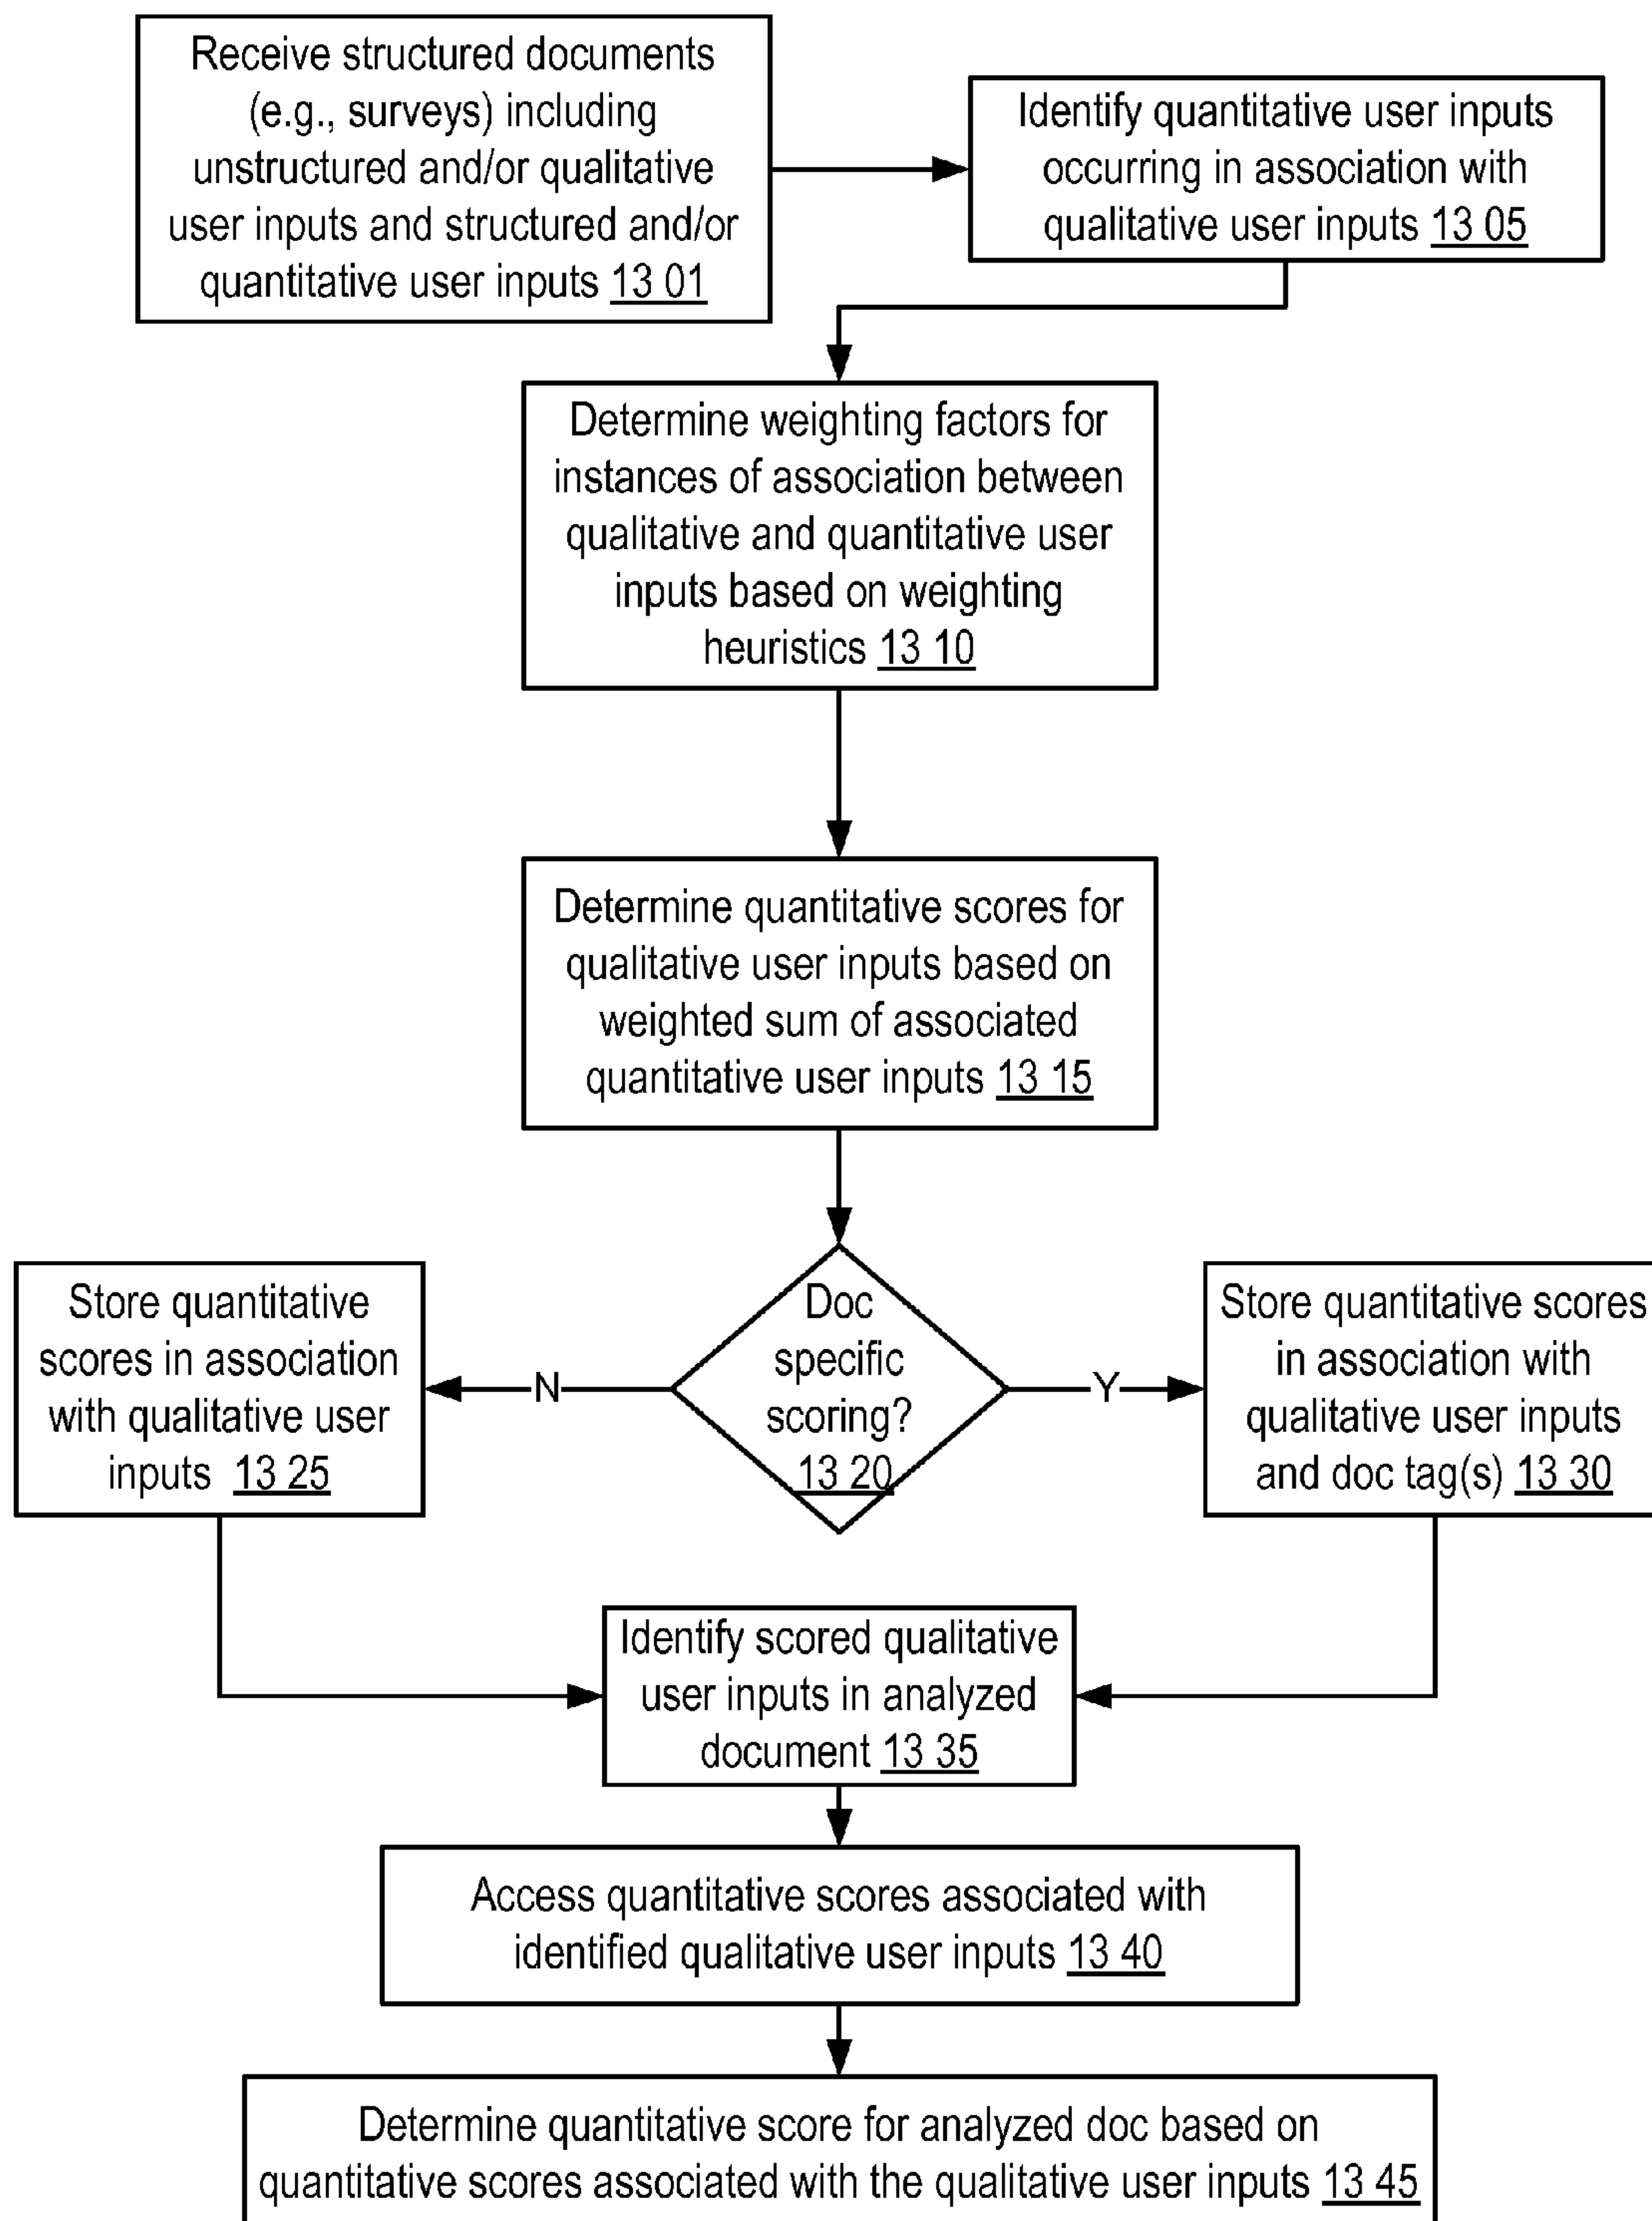 Receive structured documents
(e.g., surveys) including
unstructured and/or qualitative
user inputs and structured and/or
quantitative user inputs 13 01
Identify quantitative user inputs
occurring in association with
qualitative user inputs 13 05
Determine weighting factors for
instances of association between
qualitative and quantitative user
inputs based on weighting
heuristics 13 10
Determine quantitative scores for
qualitative user inputs based on
weighted sum of associated
quantitative user inputs 13 15
Doc
specific
scoring?
13 20
N
Y
Store quantitative
scores in association
with qualitative user
inputs 13 25
Store quantitative scores
in association with
qualitative user inputs
and doc tag(s) 13 30
Identify scored qualitative
user inputs in analyzed
document 13 35
Access quantitative scores associated with
identified qualitative user inputs 13 40
Determine quantitative score for analyzed doc based on
quantitative scores associated with the qualitative user inputs 13 45